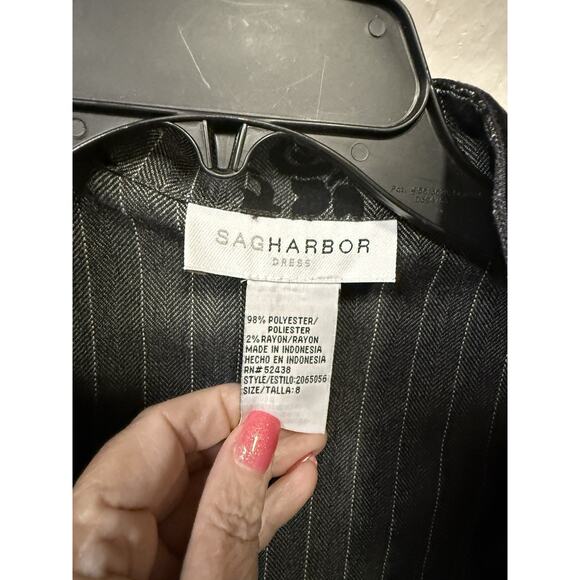 SAGHARBOR
DRESS
98% POLYESTER/
POLIESTER
2% RAYON/RAYON
MADE IN INDONESIA
HECHO EN INDONESIA
RN# 52438
STYLE/ESTILO:2065056
SIZE/TALLA:8